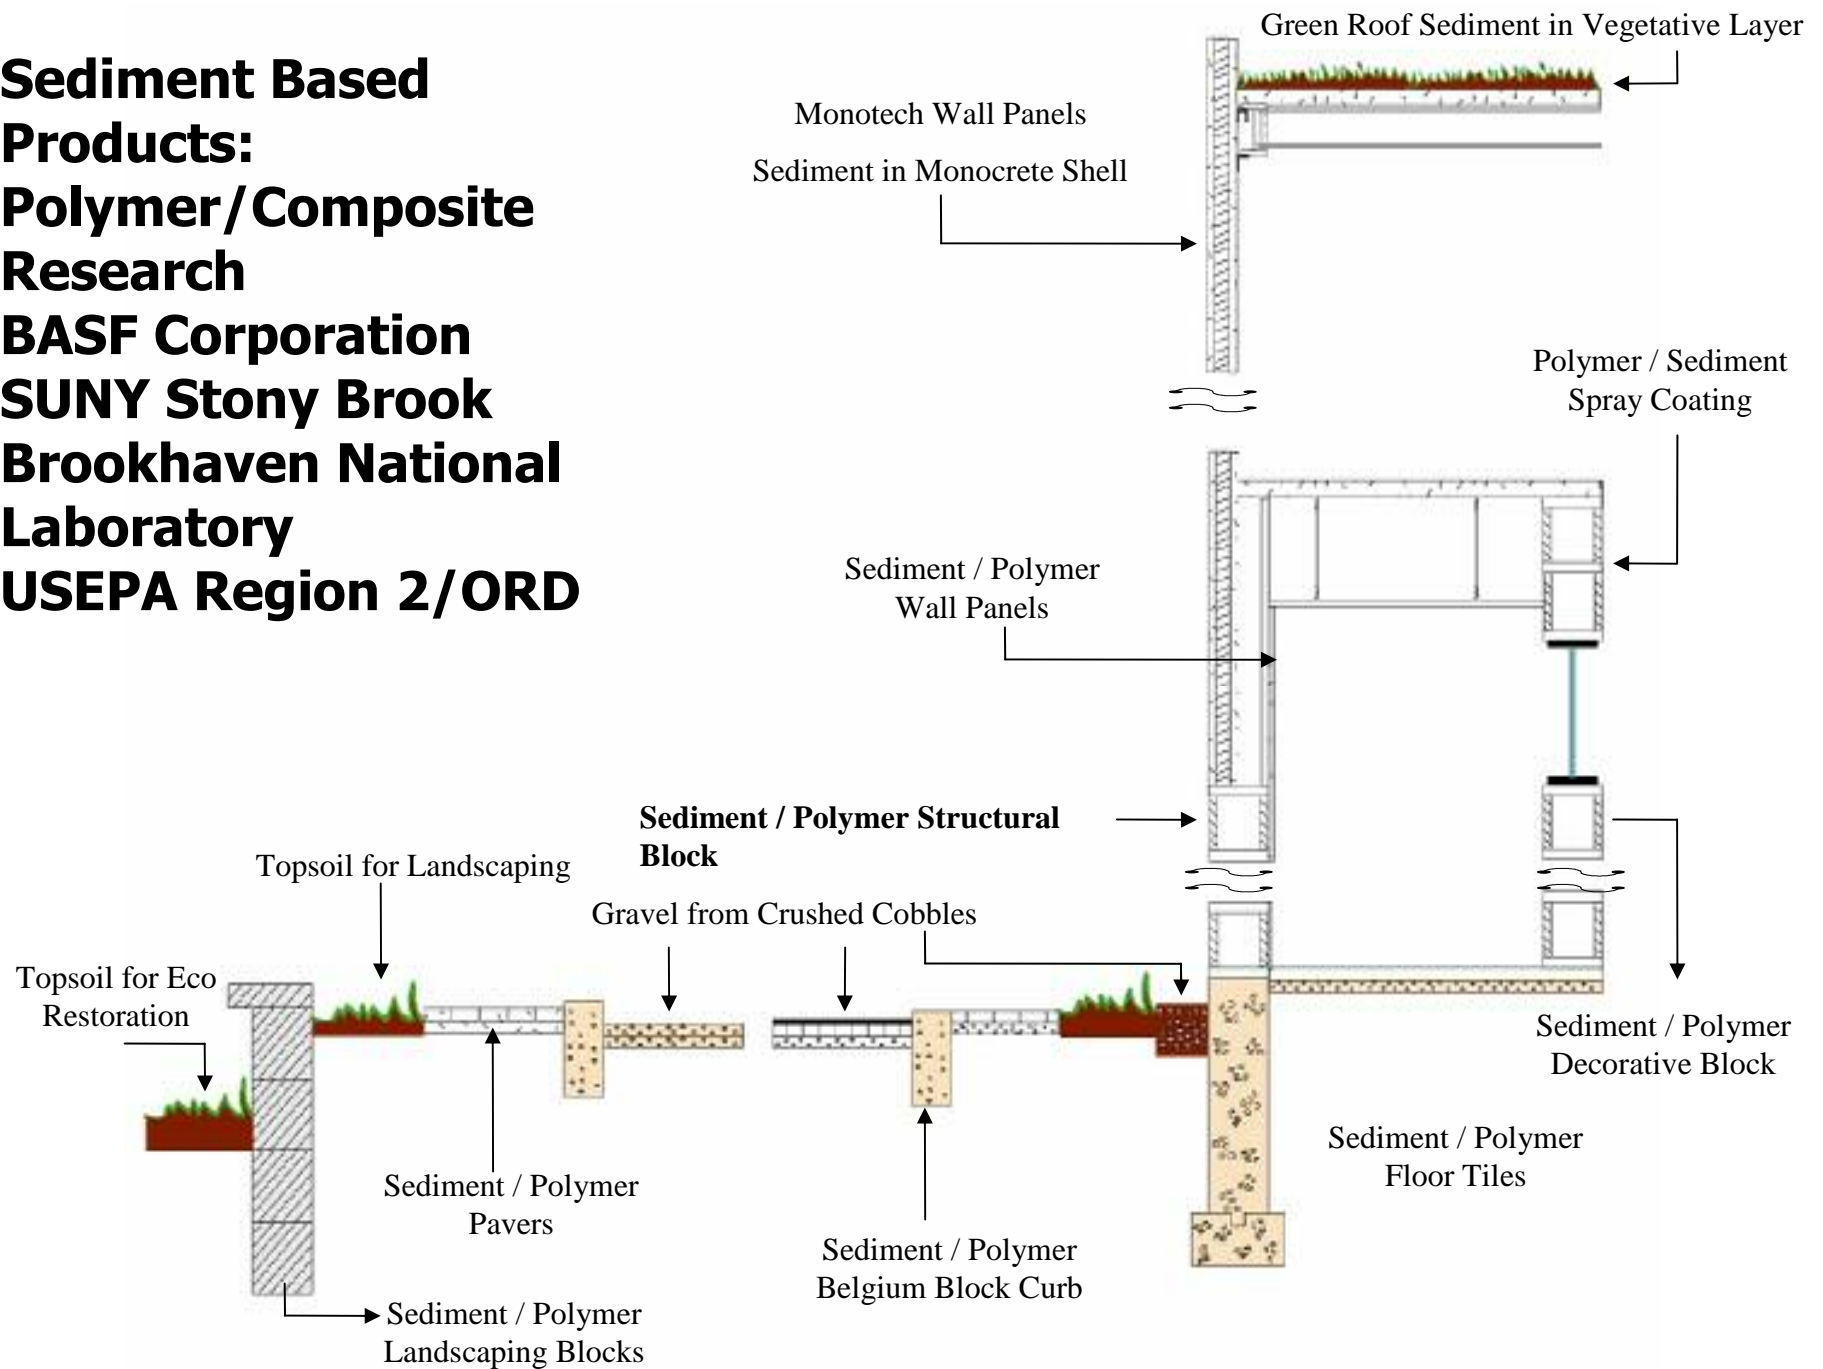 Sediment Based
Products:
Polymer/Composite
Research
BASF Corporation
SUNY Stony Brook
Brookhaven National
Laboratory
USEPA Region 2/ORD
Green Roof Sediment in Vegetative Layer
Monotech Wall Panels
Sediment in Monocrete Shell
Polymer / Sediment
Spray Coating
Sediment / Polymer
Wall Panels
Sediment / Polymer Structural
Block
Topsoil for Landscaping
Gravel from Crushed Cobbles
Topsoil for Eco
Restoration
Sediment / Polymer
Decorative Block
Sediment / Polymer
Floor Tiles
Sediment / Polymer
Pavers
Sediment / Polymer
Belgium Block Curb
Sediment / Polymer
Landscaping Blocks